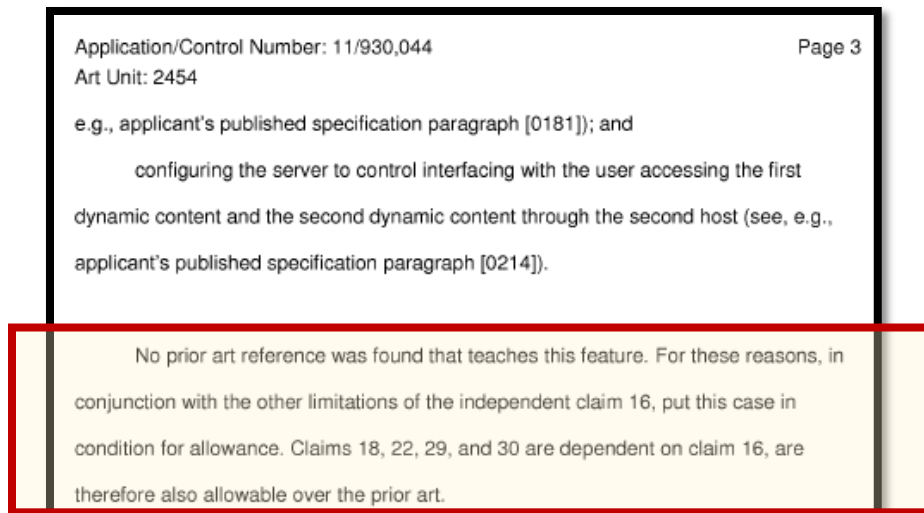 Application/Control Number: 11/930,044 Page 3
Art Unit: 2454
e.g., applicant's published specification paragraph [0181]); and
configuring the server to control interfacing with the user accessing the first
dynamic content and the second dynamic content through the second host (see, e.g.,
applicant's published specification paragraph [0214]).
No prior art reference was found that teaches this feature. For these reasons, in
conjunction with the other limitations of the independent claim 16, put this case in
condition for allowance. Claims 18, 22, 29, and 30 are dependent on claim 16, are
therefore also allowable over the prior art.